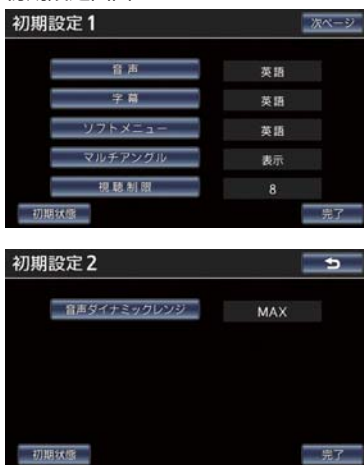 初期設定1 次ページ
音声 英語
字幕 英語
ソフトメニュー 英語
マルチアングル 表示
視聴制限 8
初期状態 完了
初期設定2
音声ダイナミックレンジ MAX
初期状態 完了